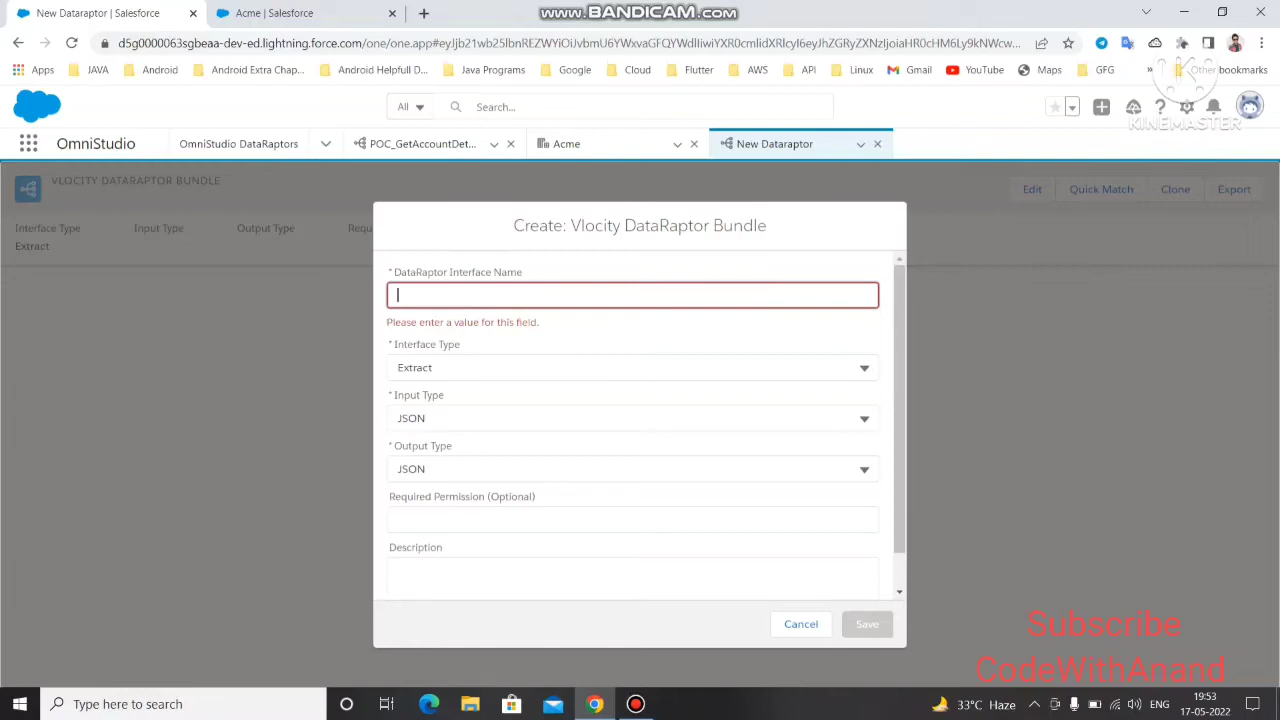 New Dataraptor | Salesforce
Acme | Salesforce
www.BANDICAM.com
d5g0000063sgzeak-dev-ed.lightning.force.com/one/one.app#
Apps
JAVA
Android
Android Extra Chap...
Android Helpfull D...
Java Programs
Google
Cloud
Flutter
AWS
API
Linux
Gmail
YouTube
Maps
GFG
»
Other bookmarks
All
Search...
KINEMASTER
OmniStudio
OmniStudio DataRaptors
POC_GetAccountDet...
Acme
New Dataraptor
VLOCITY DATARAPTOR BUNDLE
Edit
Quick Match
Clone
Export
Interface Type
Input Type
Output Type
Requ
Extract
Create: Vlocity DataRaptor Bundle
* DataRaptor Interface Name
Please enter a value for this field.
* Interface Type
Extract
* Input Type
JSON
* Output Type
JSON
Required Permission (Optional)
Description
Cancel
Save
Subscribe
CodeWithAnand
Type here to search
33°C Haze
ENG
19:53
17-05-2022